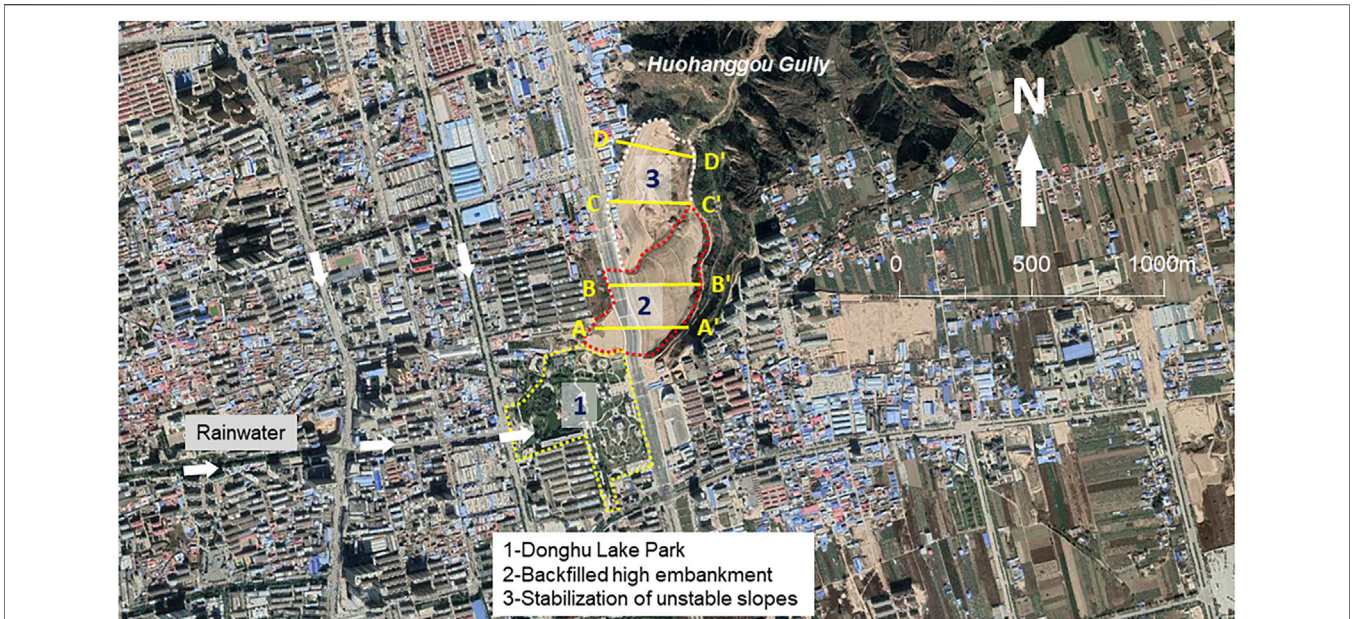 Huohanggou Gully
N
D
D'
3
C
C'
0
500
1000m
B
B'
2
A
A'
1
Rainwater
1-Donghu Lake Park
2-Backfilled high embankment
3-Stabilization of unstable slopes